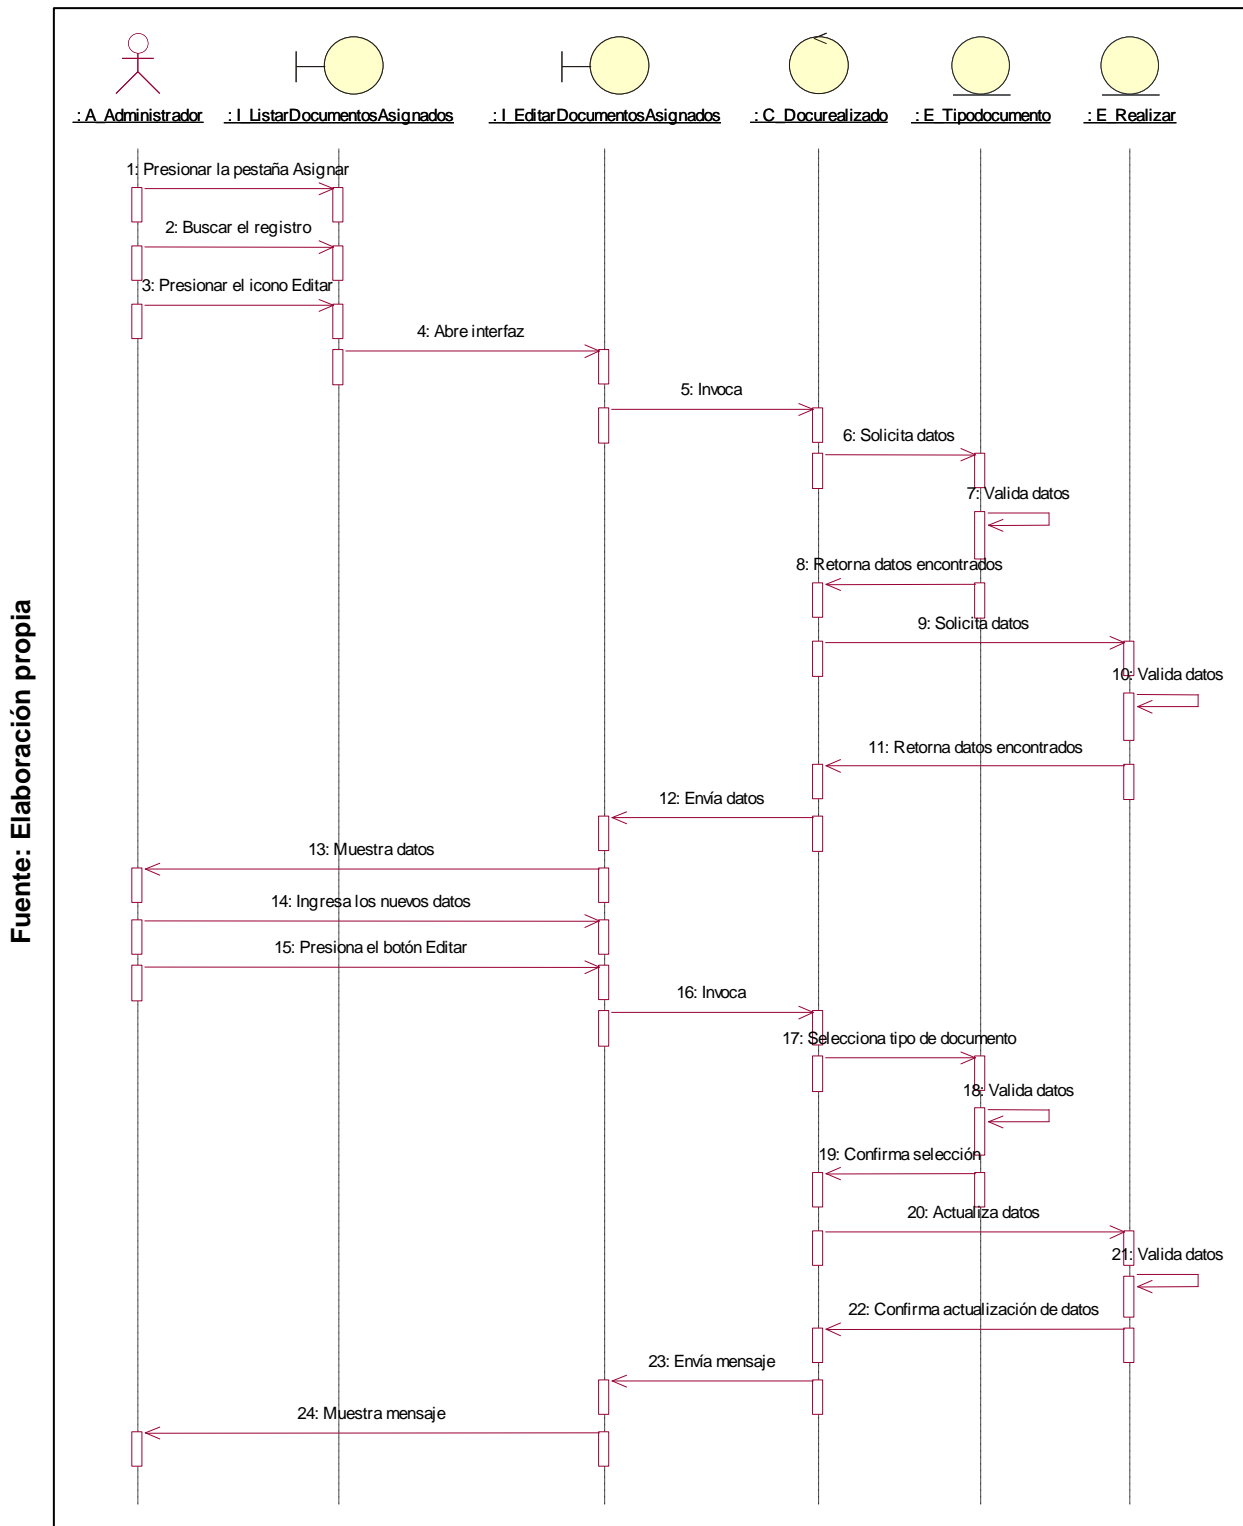 : A_Administrador
: I_ListarDocumentosAsignados
: I_EditarDocumentosAsignados
: C_Docurealizado
: E_Tipodocumento
: E_Realizar
1: Presionar la pestaña Asignar
2: Buscar el registro
3: Presionar el icono Editar
4: Abre interfaz
5: Invoca
6: Solicita datos
7: Valida datos
8: Retorna datos encontrados
9: Solicita datos
10: Valida datos
11: Retorna datos encontrados
12: Envía datos
13: Muestra datos
14: Ingresa los nuevos datos
15: Presiona el botón Editar
16: Invoca
17: Selecciona tipo de documento
18: Valida datos
19: Confirma selección
20: Actualiza datos
21: Valida datos
22: Confirma actualización de datos
23: Envía mensaje
24: Muestra mensaje
Fuente: Elaboración propia